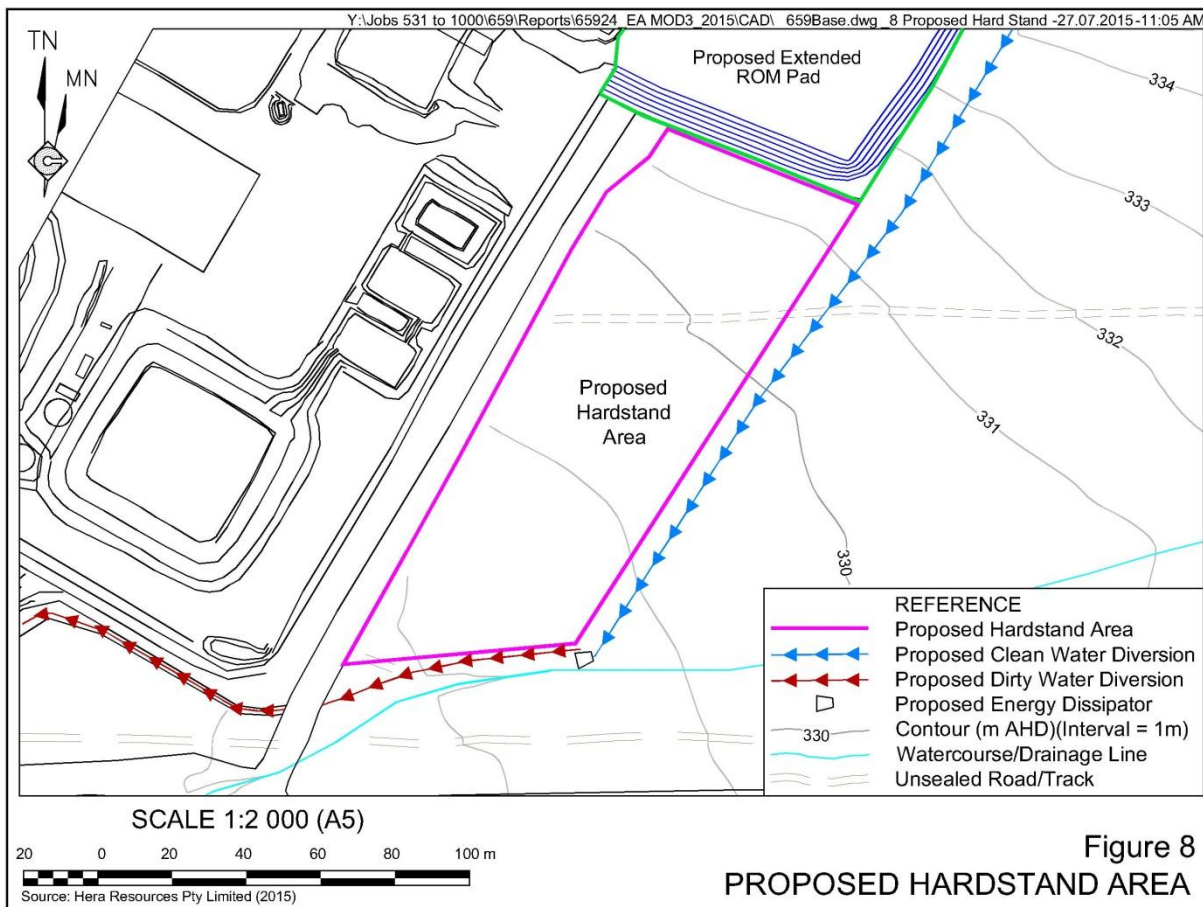 Y:\Jobs 531 to 1000\659\Reports\65924_EA MOD3_2015\CAD\ 659Base.dwg_8 Proposed Hard Stand -27.07.2015 -11:05 AM
TN
MN
Proposed Extended
ROM Pad
334
333
332
331
330
Proposed
Hardstand
Area
REFERENCE
Proposed Hardstand Area
Proposed Clean Water Diversion
Proposed Dirty Water Diversion
Proposed Energy Dissipator
330
Contour (m AHD)(Interval = 1m)
Watercourse/Drainage Line
Unsealed Road/Track
SCALE 1:2 000 (A5)
20 0 20 40 60 80 100 m
Source: Hera Resources Pty Limited (2015)
Figure 8
PROPOSED HARDSTAND AREA